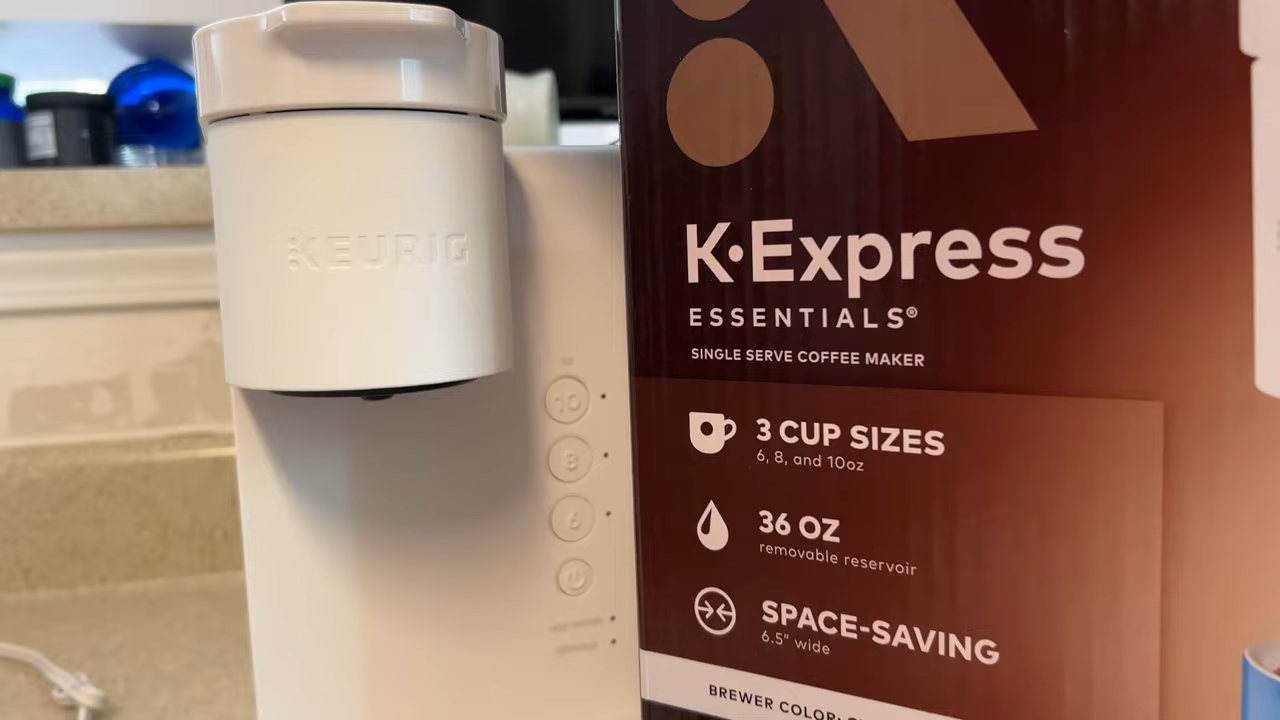 KEURIG
OZ
10
8
6
K•Express
ESSENTIALS®
SINGLE SERVE COFFEE MAKER
3 CUP SIZES
6, 8, and 10oz
36 OZ
removable reservoir
SPACE-SAVING
6.5" wide
BREWER COLOR: